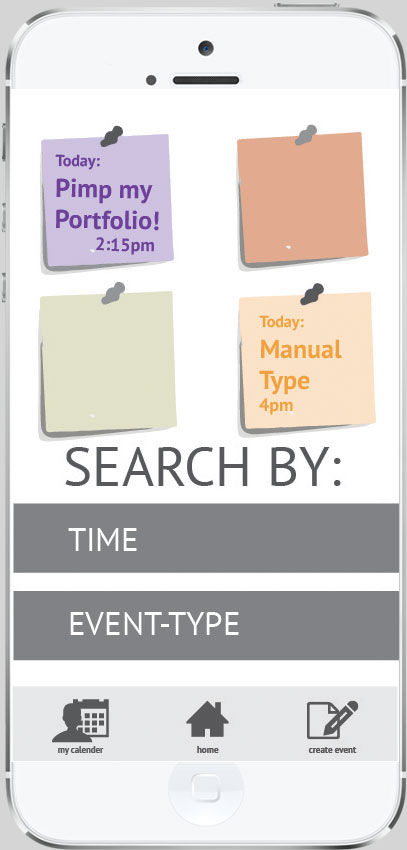 Today:
Pimp my
Portfolio!
2:15pm
Today:
Manual
Type
4pm
SEARCH BY:
TIME
EVENT-TYPE
my calender
home
create event